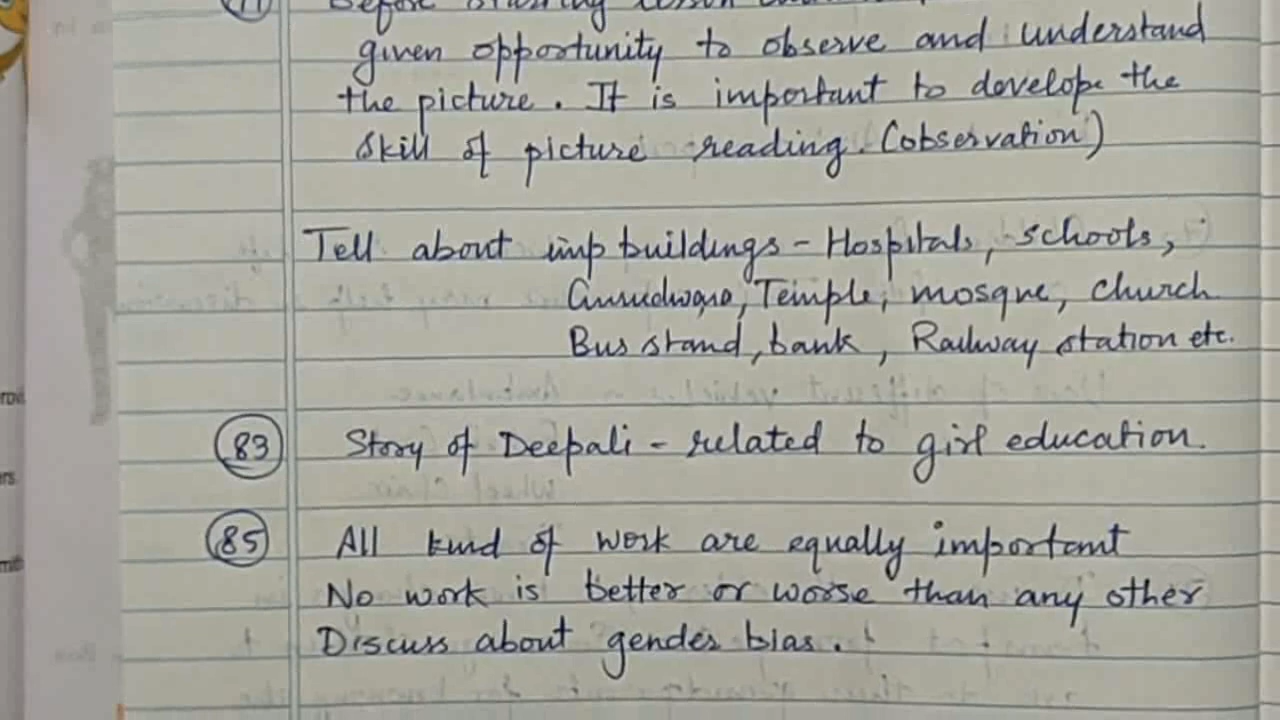 Before starting lesson
given opportunity to observe and understand
the picture. It is important to develope the
skill of picture reading. (observation)
Tell about imp buildings - Hospitals, schools,
Gurudwara, Temple, mosque, church
Bus stand, bank, Railway station etc.
83 Story of Deepali - related to girl education.
85 All kind of work are equally important
No work is better or worse than any other
Discuss about gender bias.